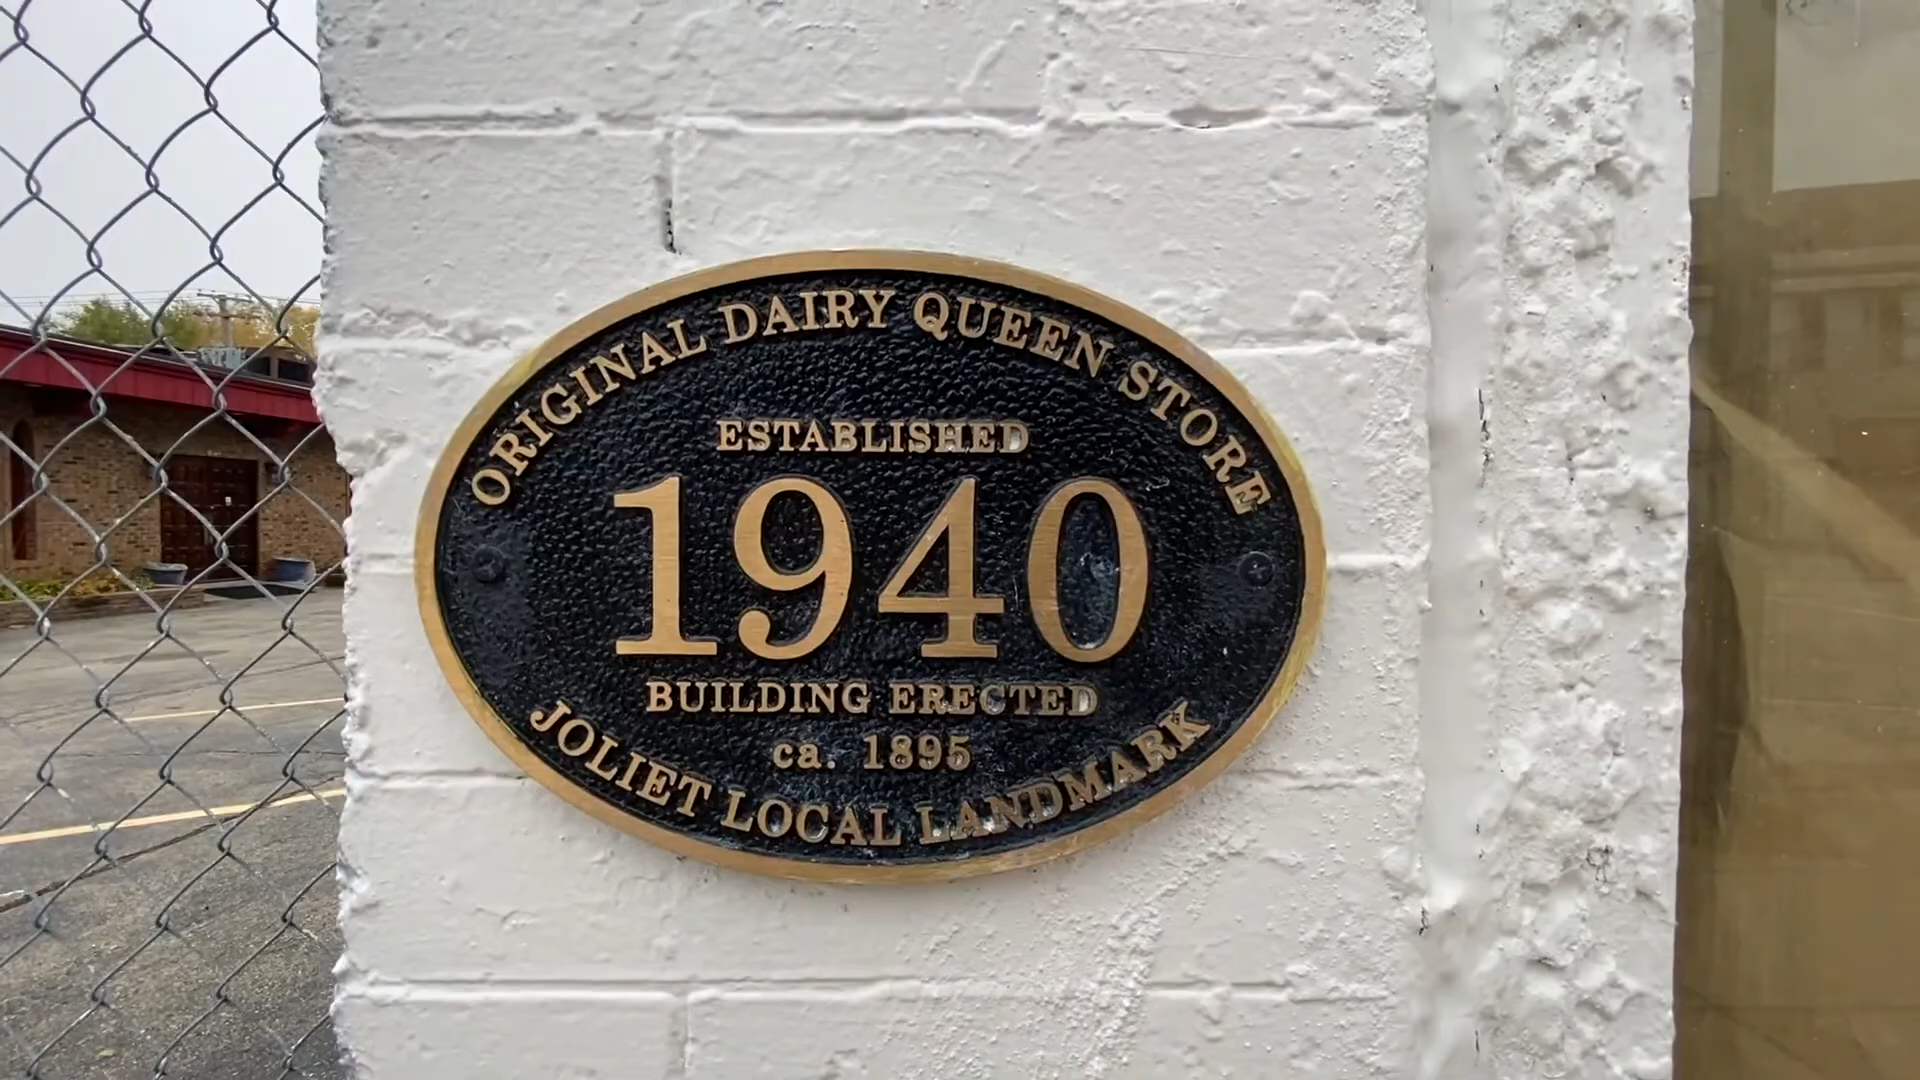 ORIGINAL DAIRY QUEEN STORE
ESTABLISHED
1940
BUILDING ERECTED
ca. 1895
JOLIET LOCAL LANDMARK